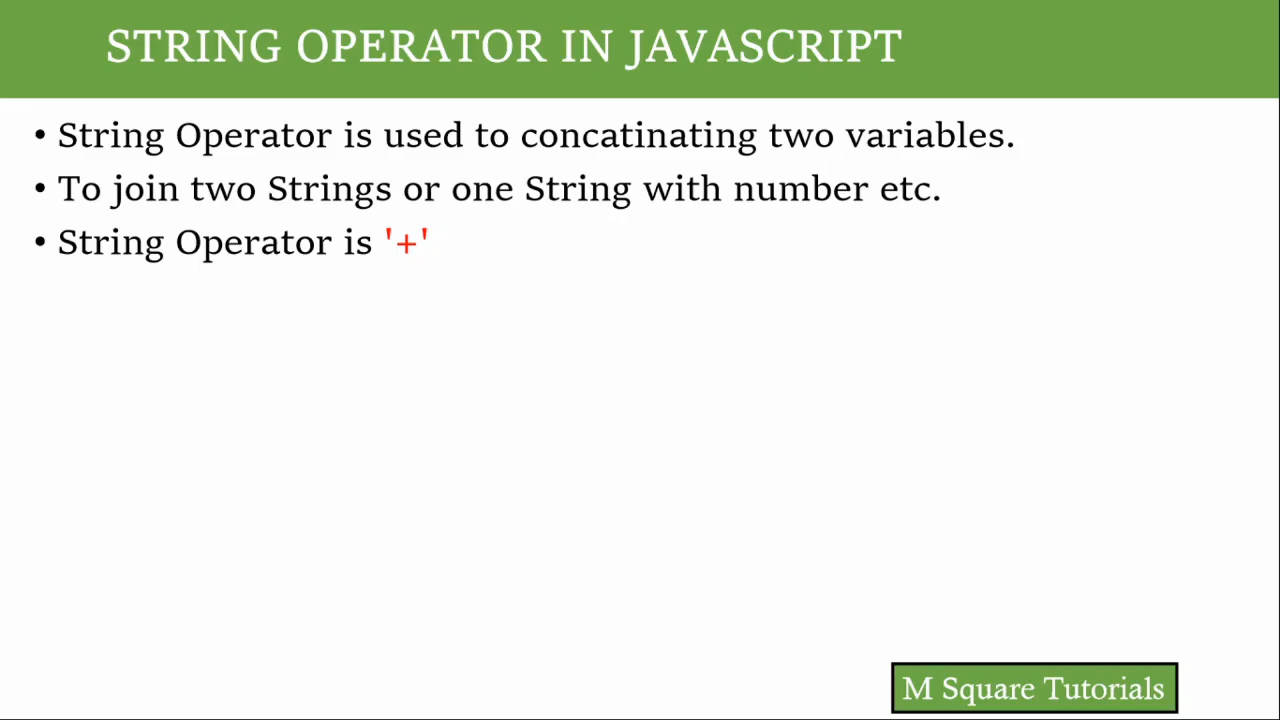 STRING OPERATOR IN JAVASCRIPT
• String Operator is used to concatinating two variables.
• To join two Strings or one String with number etc.
• String Operator is '+'
M Square Tutorials